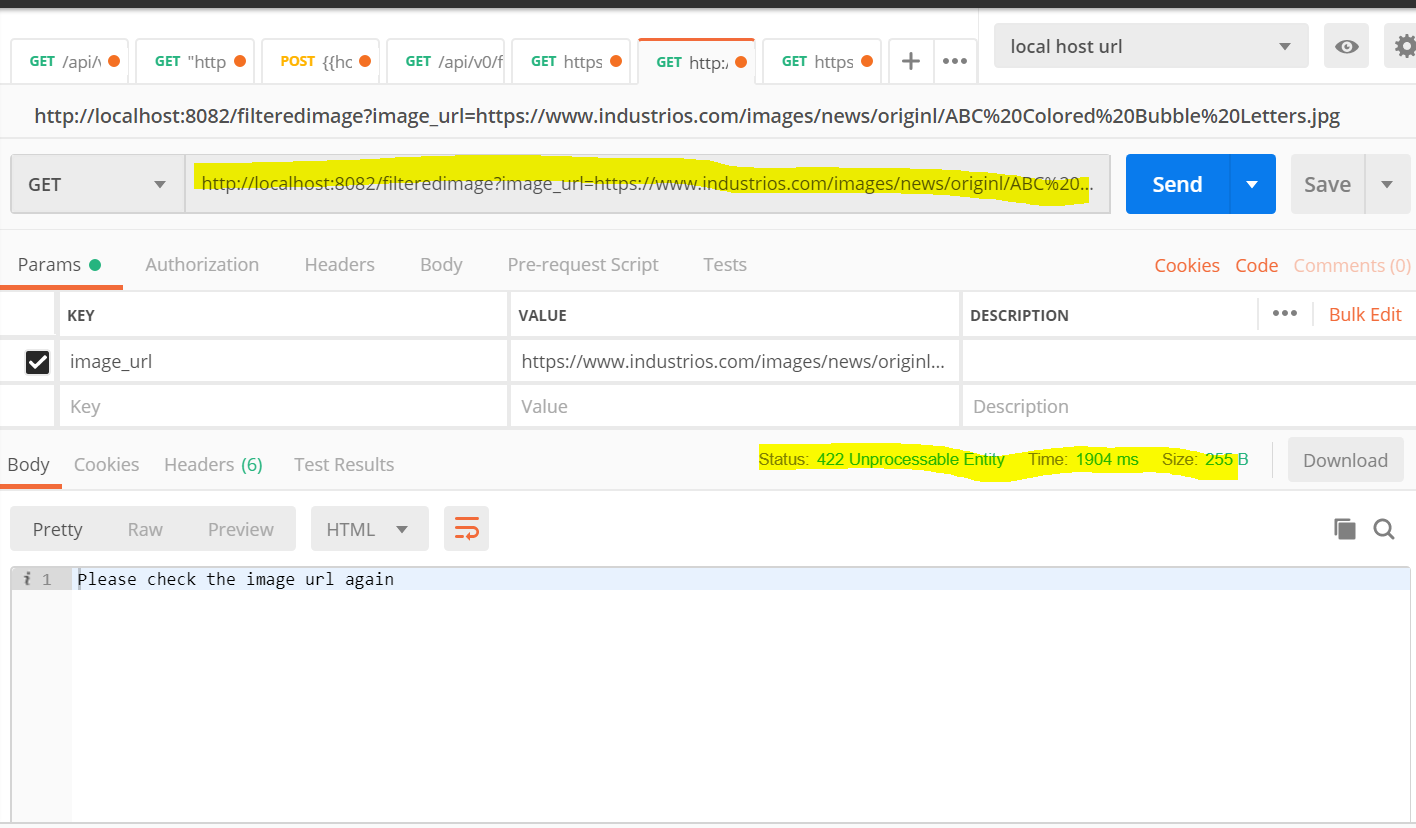 GET /api/v GET "http POST {{hc GET /api/v0/f GET https GET http:/ GET https + ••• local host url
http://localhost:8082/filteredimage?image_url=https://www.industrios.com/images/news/originl/ABC%20Colored%20Bubble%20Letters.jpg
GET http://localhost:8082/filteredimage?image_url=https://www.industrios.com/images/news/originl/ABC%20... Send Save
Params Authorization Headers Body Pre-request Script Tests Cookies Code Comments (0)
KEY VALUE DESCRIPTION ••• Bulk Edit
image_url https://www.industrios.com/images/news/originl...
Key Value Description
Body Cookies Headers (6) Test Results Status: 422 Unprocessable Entity Time: 1904 ms Size: 255 B Download
Pretty Raw Preview HTML
i 1 Please check the image url again